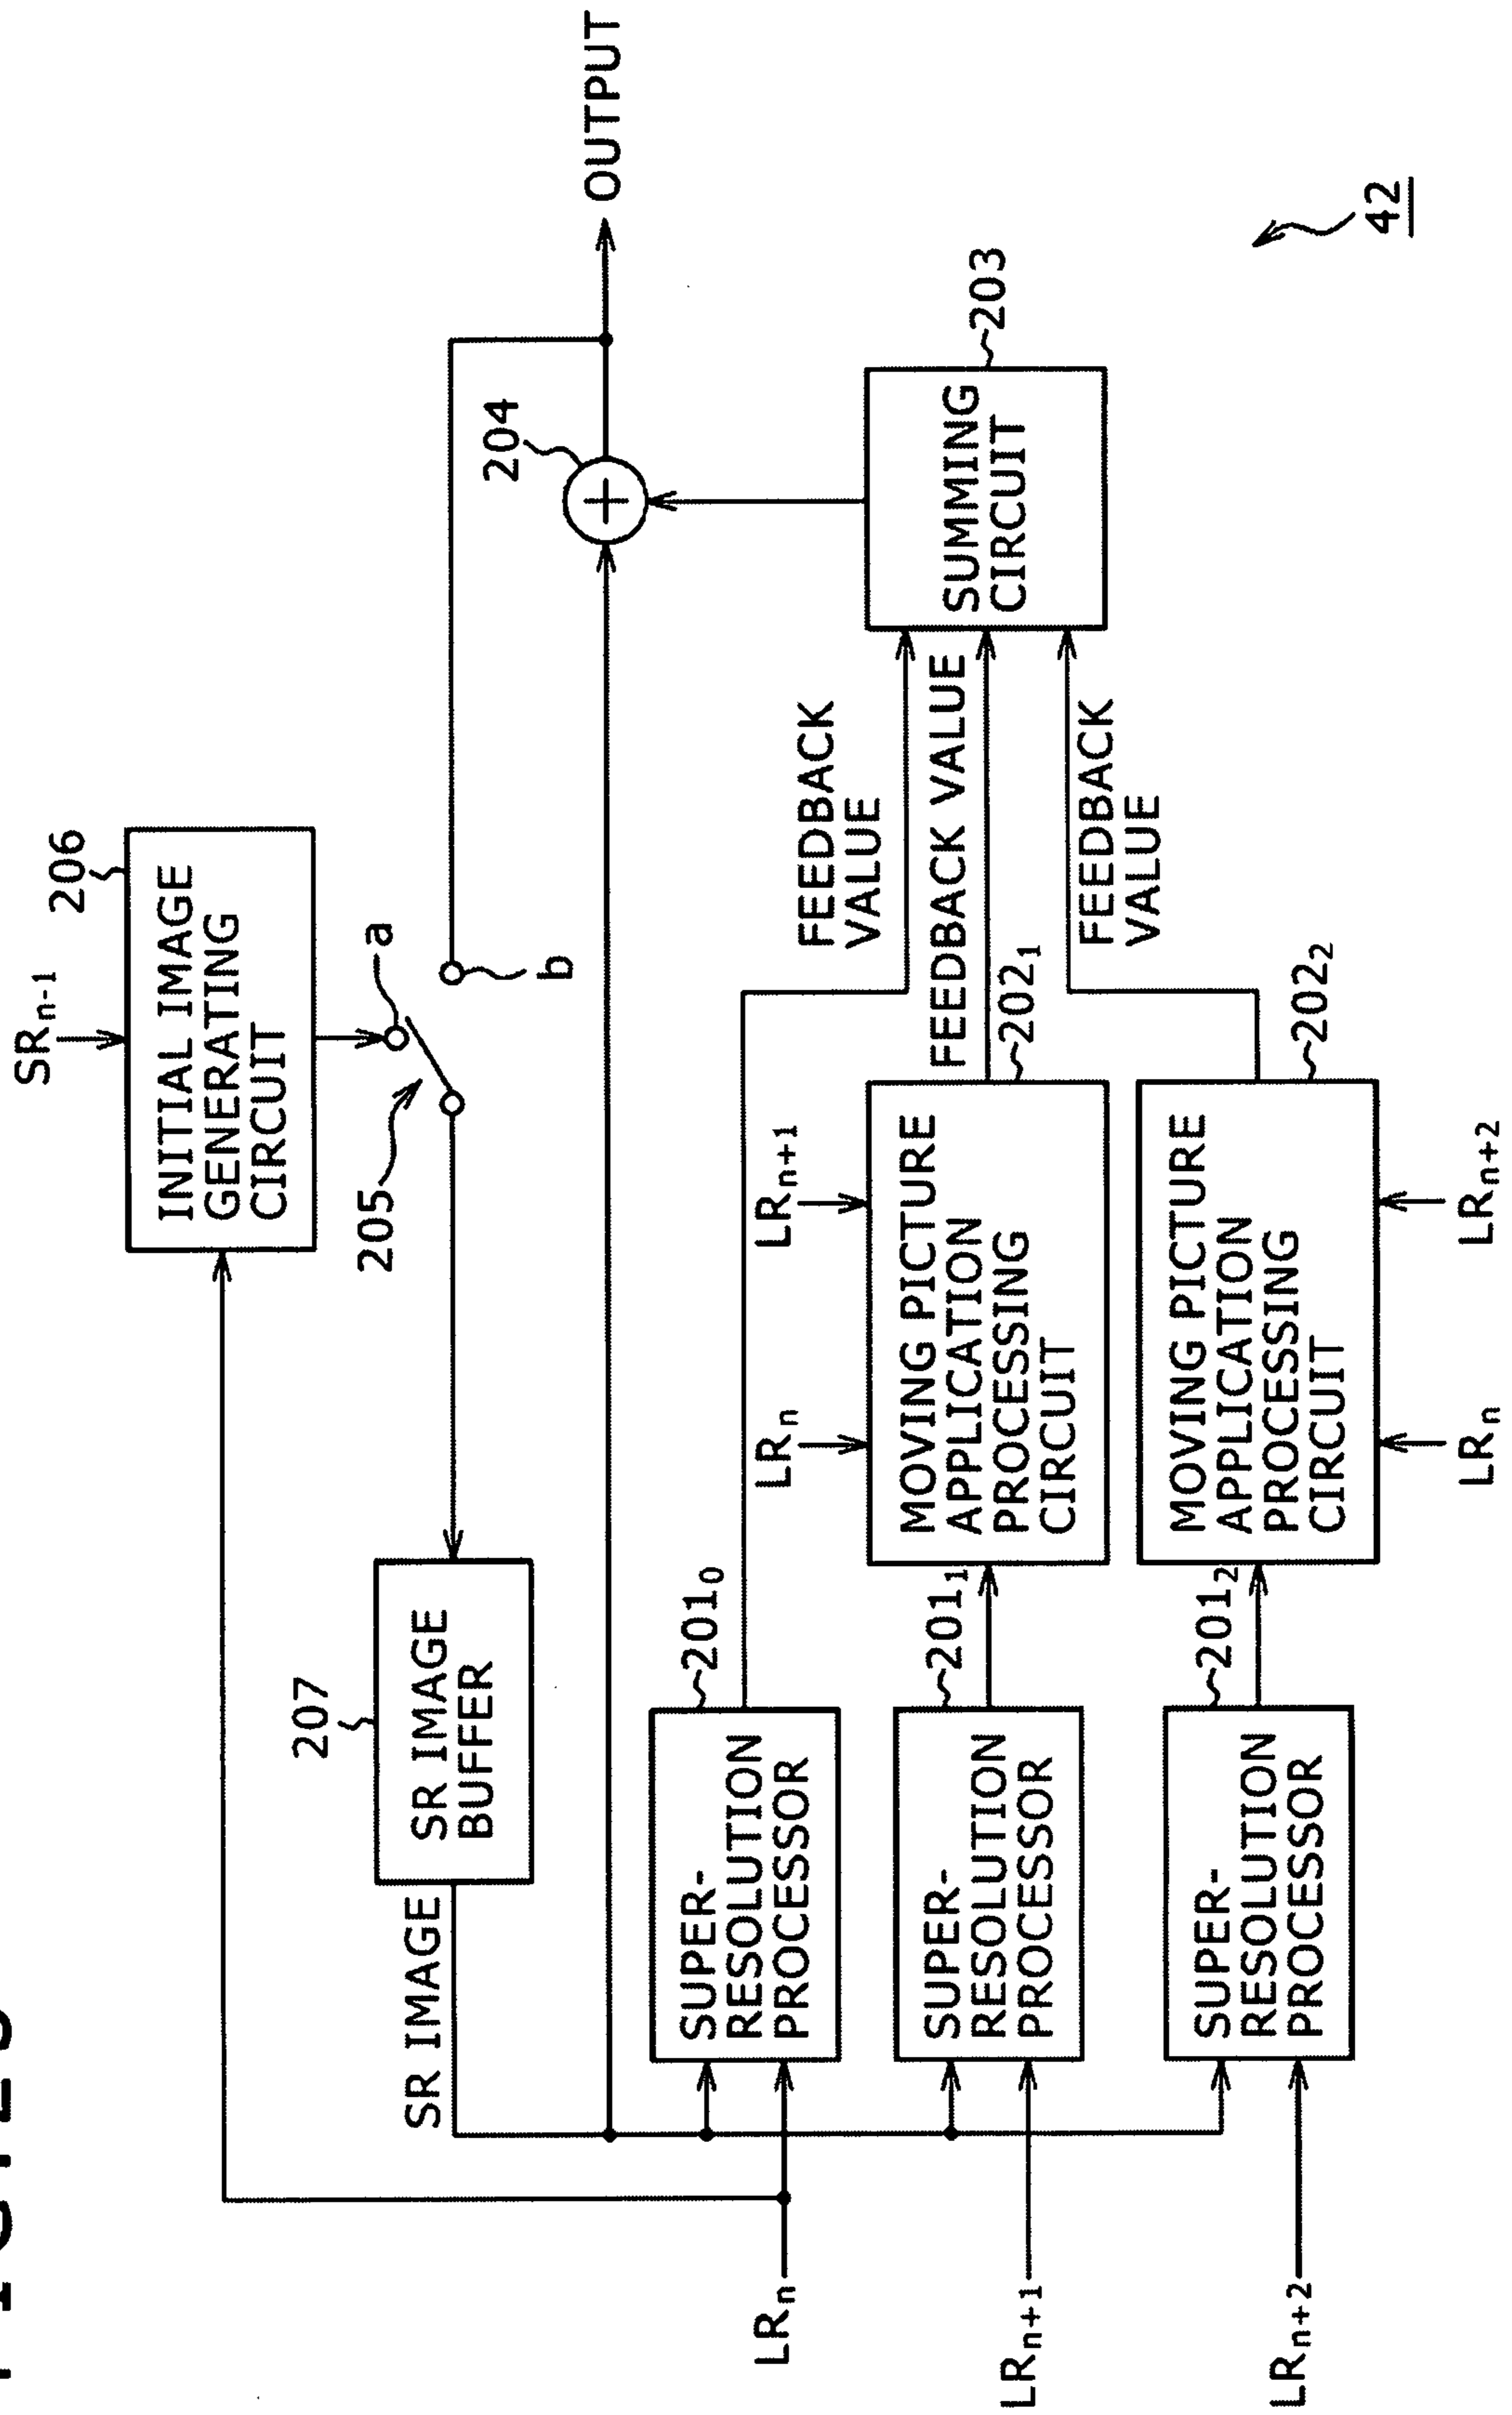 SRn-1
206
INITIAL IMAGE
GENERATING
CIRCUIT
207
205
a
b
SR IMAGE
SR IMAGE
BUFFER
204
OUTPUT
2010
SUPER-
RESOLUTION
PROCESSOR
LRn
LRn
LRn+1
FEEDBACK
VALUE
2011
SUPER-
RESOLUTION
PROCESSOR
LRn+1
MOVING PICTURE
APPLICATION
PROCESSING
CIRCUIT
2021
FEEDBACK VALUE
SUMMING
CIRCUIT
203
2012
SUPER-
RESOLUTION
PROCESSOR
LRn+2
MOVING PICTURE
APPLICATION
PROCESSING
CIRCUIT
2022
FEEDBACK
VALUE
LRn
LRn+2
42